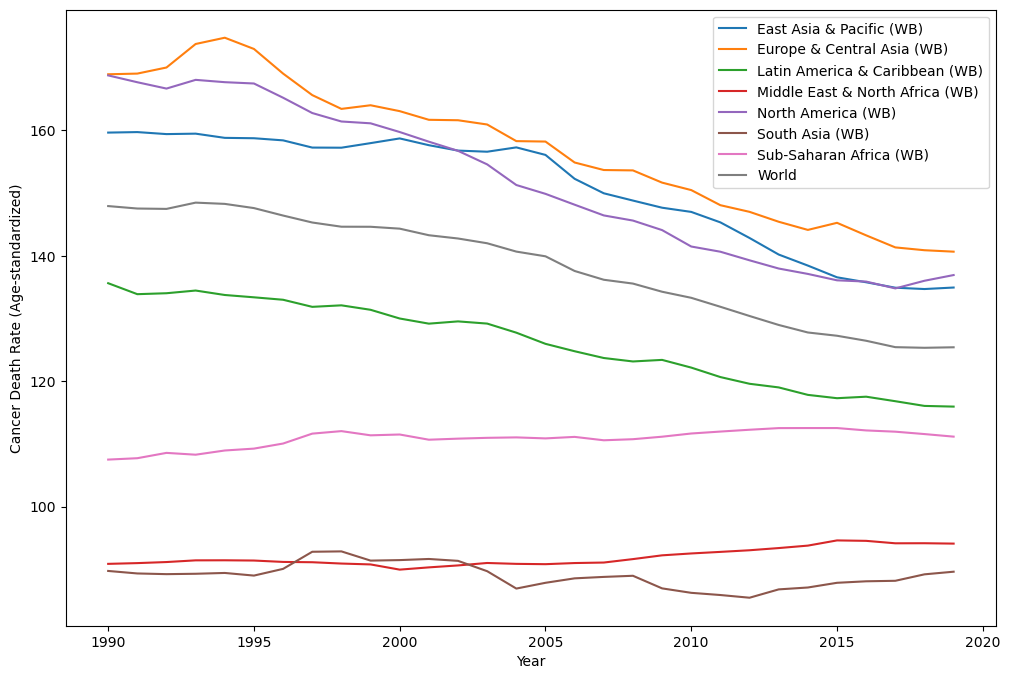 East Asia & Pacific (WB)
Europe & Central Asia (WB)
Latin America & Caribbean (WB)
Middle East & North Africa (WB)
North America (WB)
South Asia (WB)
Sub-Saharan Africa (WB)
World
Cancer Death Rate (Age-standardized)
160
140
120
100
1990
1995
2000
2005
2010
2015
2020
Year